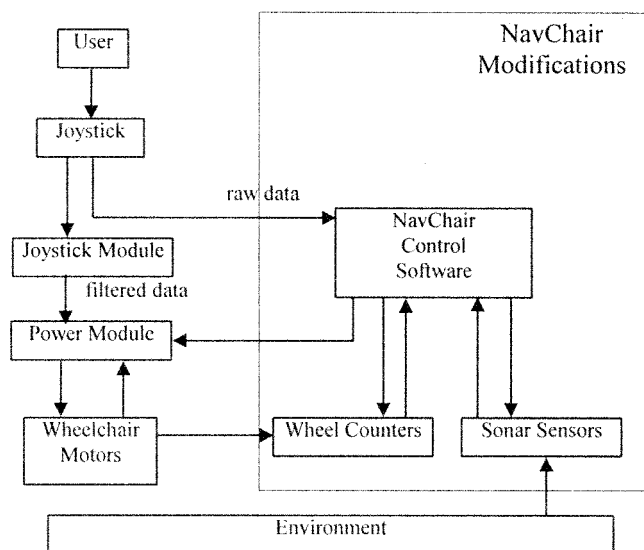 User
NavChair
Modifications
Joystick
raw data
NavChair
Control
Software
Joystick Module
filtered data
Power Module
Wheelchair
Motors
Wheel Counters
Sonar Sensors
Environment